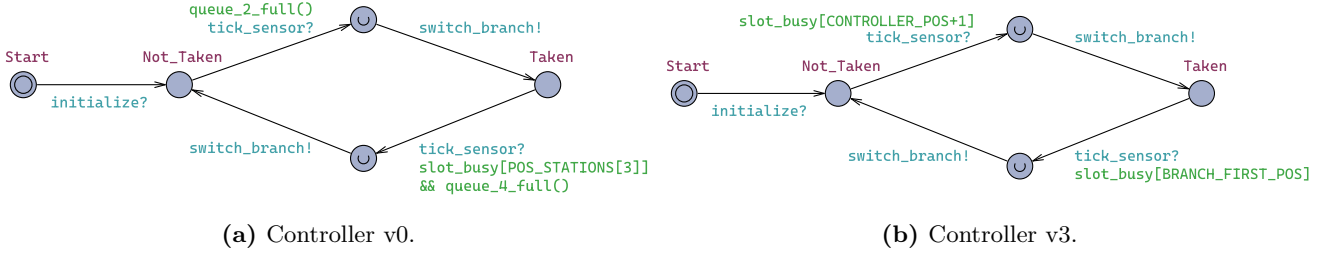 queue_2_full()
tick_sensor?
switch_branch!
Start
Not_Taken
Taken
initialize?
switch_branch!
tick_sensor?
slot_busy[POS_STATIONS[3]]
&& queue_4_full()
(a) Controller v0.
slot_busy[CONTROLLER_POS+1]
tick_sensor?
switch_branch!
Start
Not_Taken
Taken
initialize?
switch_branch!
tick_sensor?
slot_busy[BRANCH_FIRST_POS]
(b) Controller v3.